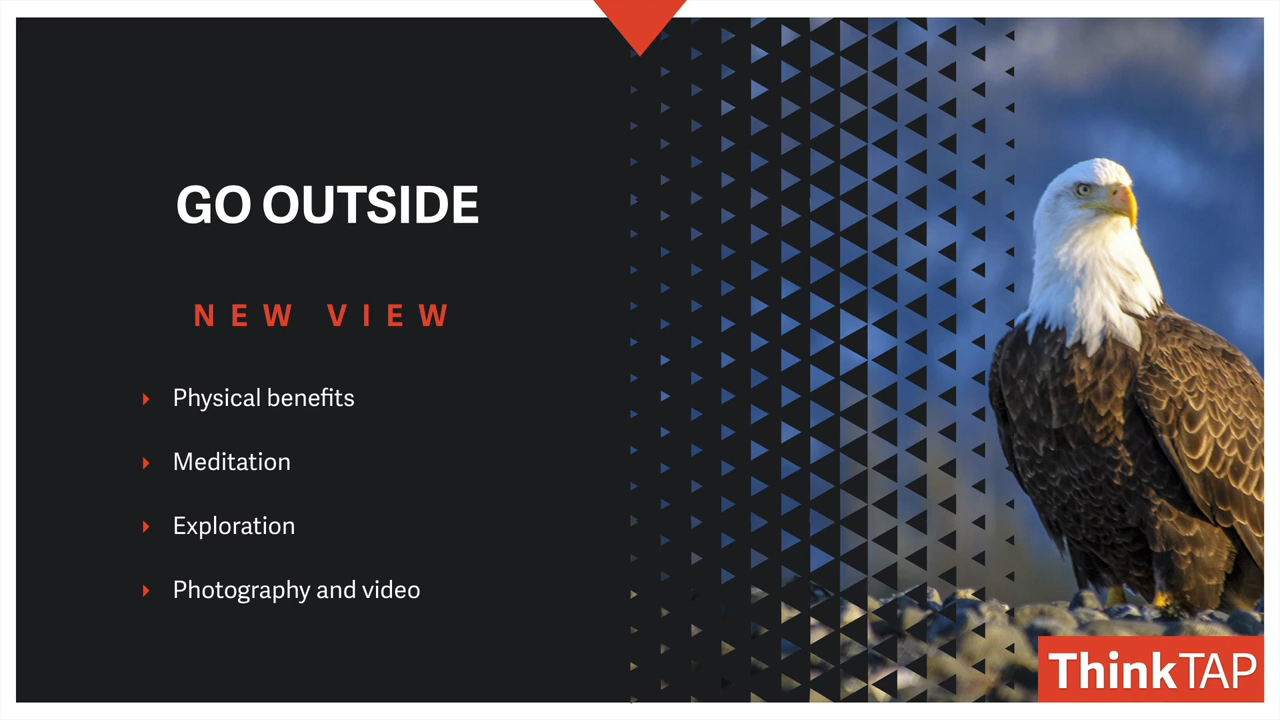 GO OUTSIDE
NEW VIEW
Physical benefits
Meditation
Exploration
Photography and video
ThinkTAP